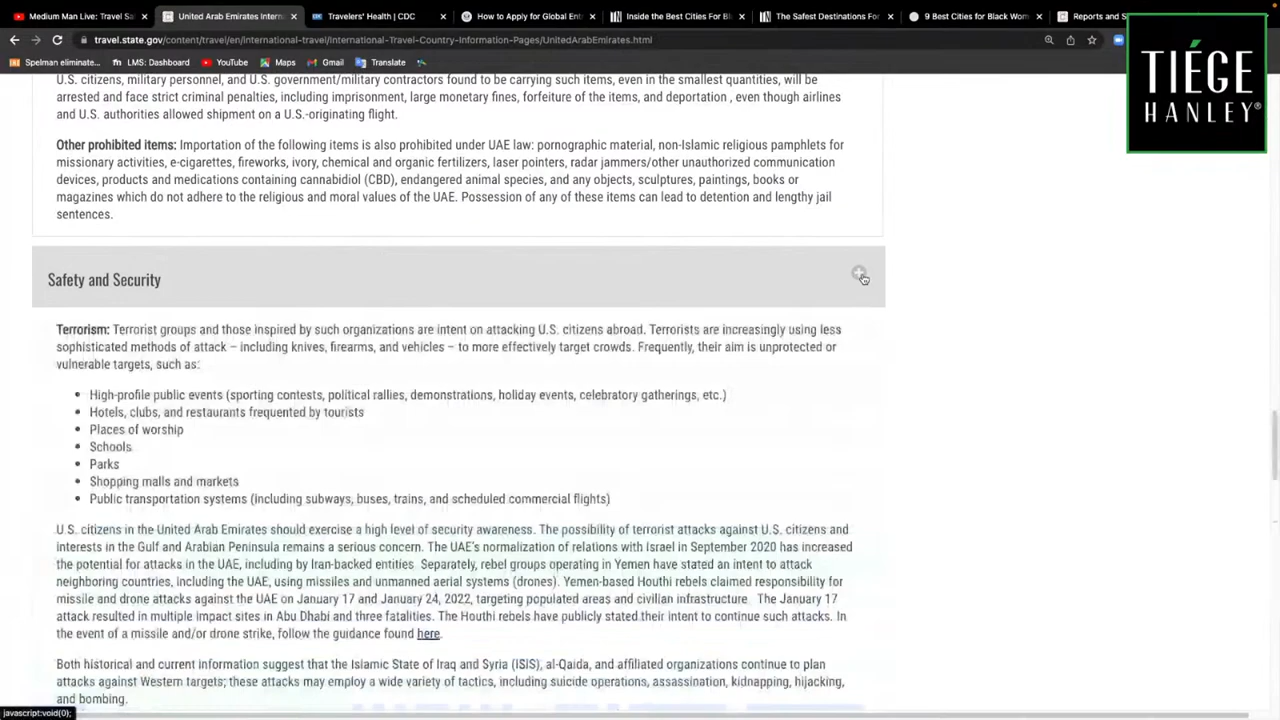 Medium Man Live: Travel Sa
United Arab Emirates Intern
Travelers' Health | CDC
How to Apply for Global Ent
Inside the Best Cities For Bl
The Safest Destinations For
9 Best Cities for Black Wom
Reports and S
travel.state.gov/content/travel/en/international-travel/International-Travel-Country-Information-Pages/UnitedArabEmirates.html
Spelman eliminate...
LMS: Dashboard
YouTube
Maps
Gmail
Translate
TIÉGE
HANLEY®
U.S. citizens, military personnel, and U.S. government/military contractors found to be carrying such items, even in the smallest quantities, will be
arrested and face strict criminal penalties, including imprisonment, large monetary fines, forfeiture of the items, and deportation , even though airlines
and U.S. authorities allowed shipment on a U.S.-originating flight.
Other prohibited items: Importation of the following items is also prohibited under UAE law: pornographic material, non-Islamic religious pamphlets for
missionary activities, e-cigarettes, fireworks, ivory, chemical and organic fertilizers, laser pointers, radar jammers/other unauthorized communication
devices, products and medications containing cannabidiol (CBD), endangered animal species, and any objects, sculptures, paintings, books or
magazines which do not adhere to the religious and moral values of the UAE. Possession of any of these items can lead to detention and lengthy jail
sentences.
Safety and Security
Terrorism: Terrorist groups and those inspired by such organizations are intent on attacking U.S. citizens abroad. Terrorists are increasingly using less
sophisticated methods of attack – including knives, firearms, and vehicles – to more effectively target crowds. Frequently, their aim is unprotected or
vulnerable targets, such as:
• High-profile public events (sporting contests, political rallies, demonstrations, holiday events, celebratory gatherings, etc.)
• Hotels, clubs, and restaurants frequented by tourists
• Places of worship
• Schools
• Parks
• Shopping malls and markets
• Public transportation systems (including subways, buses, trains, and scheduled commercial flights)
U.S. citizens in the United Arab Emirates should exercise a high level of security awareness. The possibility of terrorist attacks against U.S. citizens and
interests in the Gulf and Arabian Peninsula remains a serious concern. The UAE's normalization of relations with Israel in September 2020 has increased
the potential for attacks in the UAE, including by Iran-backed entities. Separately, rebel groups operating in Yemen have stated an intent to attack
neighboring countries, including the UAE, using missiles and unmanned aerial systems (drones). Yemen-based Houthi rebels claimed responsibility for
missile and drone attacks against the UAE on January 17 and January 24, 2022, targeting populated areas and civilian infrastructure. The January 17
attack resulted in multiple impact sites in Abu Dhabi and three fatalities. The Houthi rebels have publicly stated their intent to continue such attacks. In
the event of a missile and/or drone strike, follow the guidance found here.
Both historical and current information suggest that the Islamic State of Iraq and Syria (ISIS), al-Qaida, and affiliated organizations continue to plan
attacks against Western targets; these attacks may employ a wide variety of tactics, including suicide operations, assassination, kidnapping, hijacking,
and bombing.
javascript:void(0);